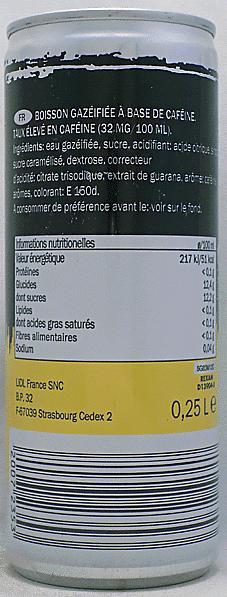 FR BOISSON GAZÉIFIÉE À BASE DE CAFÉINE.
TAUX ÉLEVÉ EN CAFÉINE (32 MG/100 ML).
Ingrédients: eau gazéifiée, sucre, acidifiant: acide
sucre caramélisé, dextrose, correcteur
d'acidité: citrate trisodique, extrait de guarana, arôme:
arômes, colorant: E 160d.
A consommer de préférence avant le: voir sur le fond.
Informations nutritionnelles ø/100 ml
Valeur énergétique 217 kJ/51 kcal
Protéines < 0,1 g
Glucides 12,4 g
dont sucres 12,2 g
Lipides < 0,1 g
dont acides gras saturés < 0,1 g
Fibres alimentaires < 0,1 g
Sodium 0,04 g
REXAM
LIDL France SNC
B.P. 32
F-67039 Strasbourg Cedex 2
0,25 L e